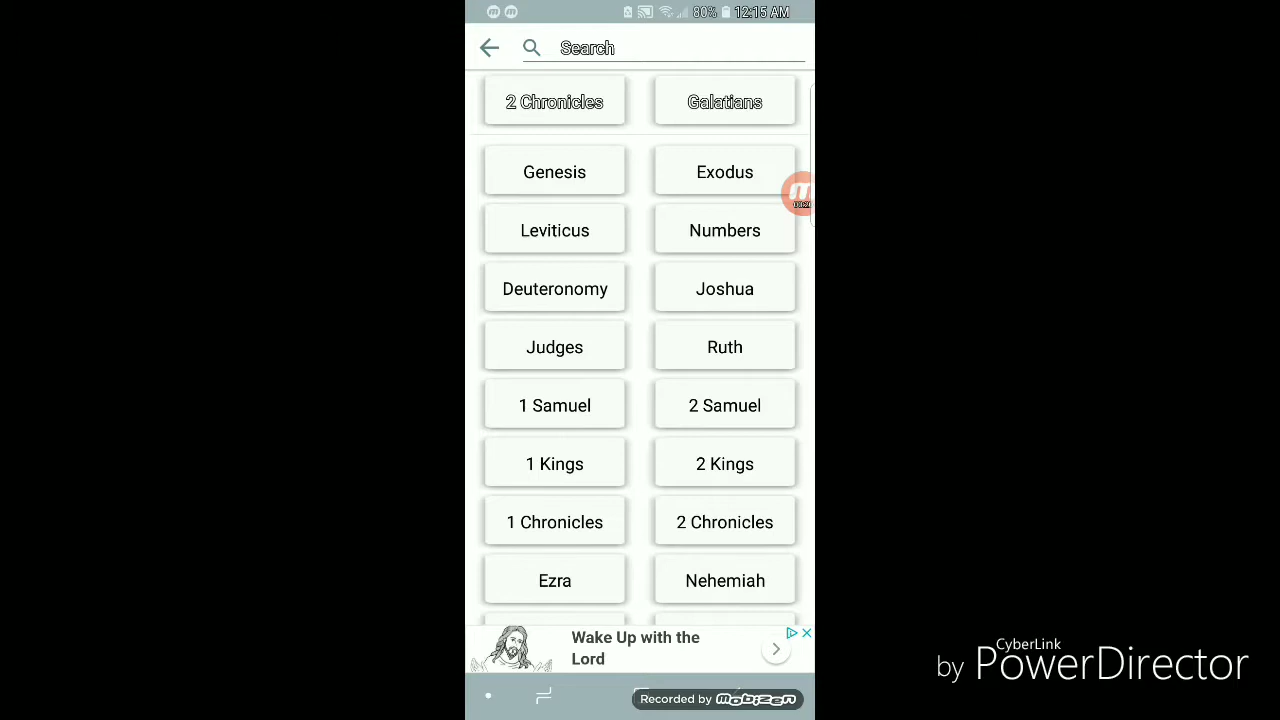 80% 12:15 AM
Search
2 Chronicles Galatians
Genesis Exodus
Leviticus Numbers
Deuteronomy Joshua
Judges Ruth
1 Samuel 2 Samuel
1 Kings 2 Kings
1 Chronicles 2 Chronicles
Ezra Nehemiah
Wake Up with the
Lord
Recorded by mobizen
CyberLink
by PowerDirector